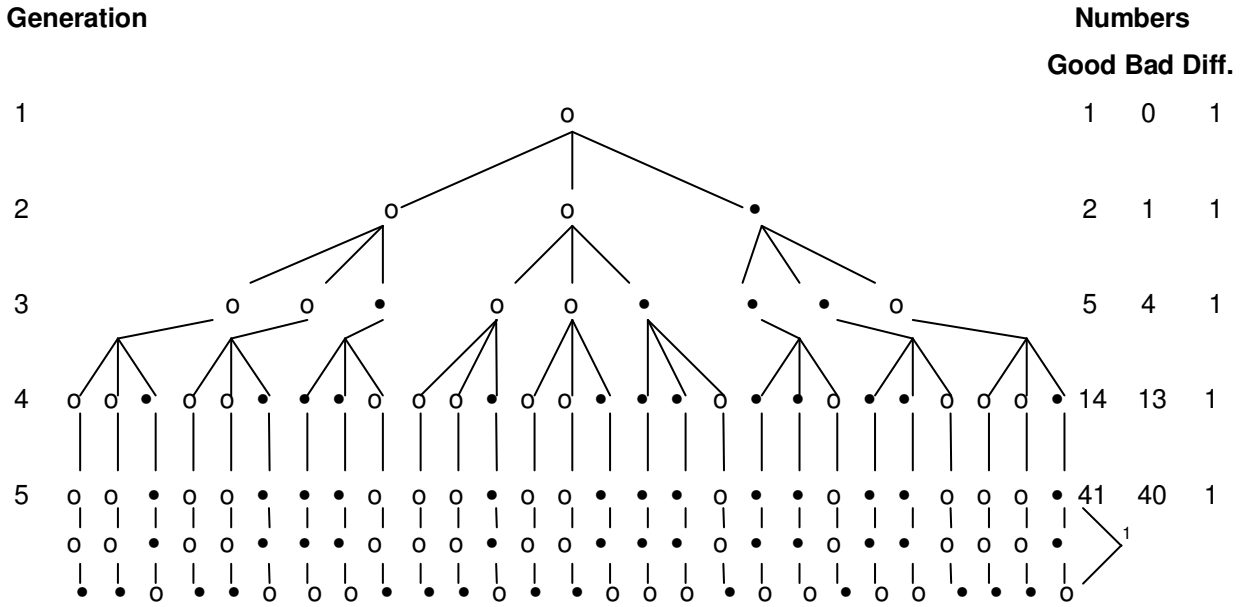 Generation Numbers
Good Bad Diff.
1 o 1 0 1
2 o o • 2 1 1
3 o o • o o • • • o 5 4 1
4 o o • o o • • • o o o • o o • • • o • • o • • o o o • 14 13 1
5 o o • o o • • • o o o • o o • • • o • • o • • o o o • 41 40 1
o o • o o • • • o o o • o o • • • o • • o • • o o o • 1
• • o • • o o o • • • o • • o o o • o o • o o • • • o